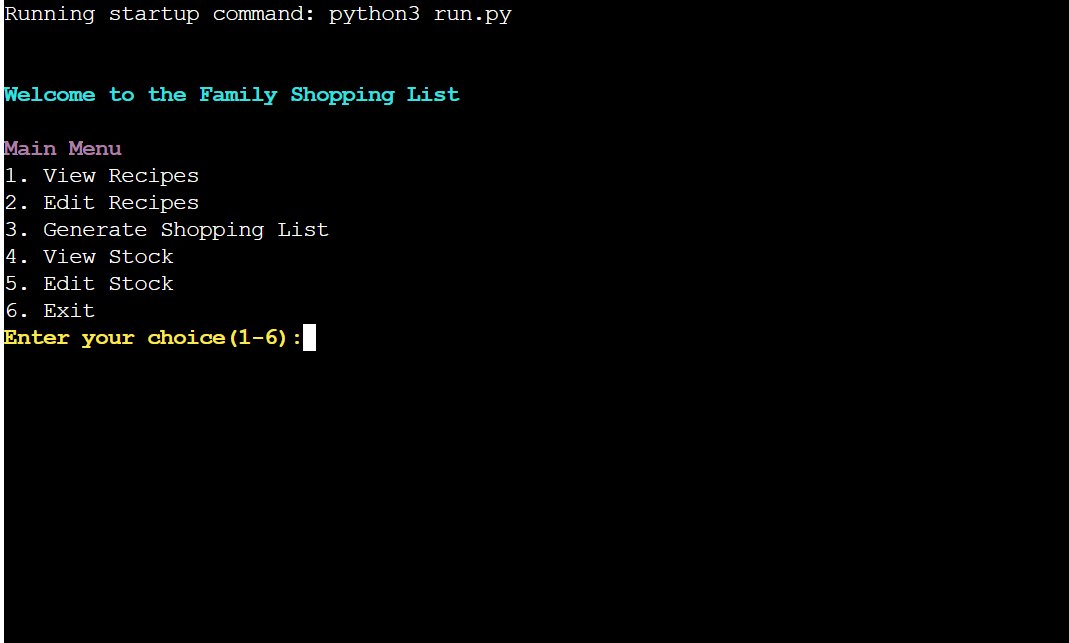 Running startup command: python3 run.py
Welcome to the Family Shopping List
Main Menu
1. View Recipes
2. Edit Recipes
3. Generate Shopping List
4. View Stock
5. Edit Stock
6. Exit
Enter your choice(1-6):